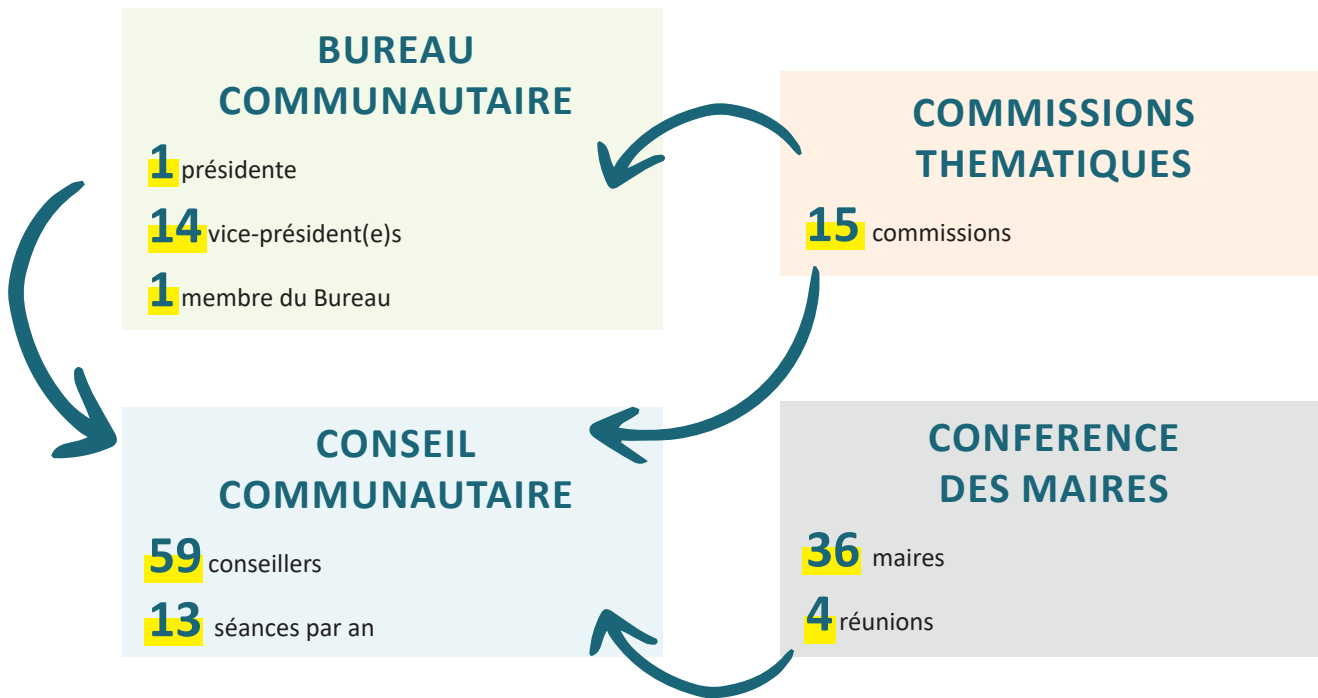 BUREAU
COMMUNAUTAIRE
1 présidente
14 vice-président(e)s
1 membre du Bureau
COMMISSIONS
THEMATIQUES
15 commissions
CONSEIL
COMMUNAUTAIRE
59 conseillers
13 séances par an
CONFERENCE
DES MAIRES
36 maires
4 réunions